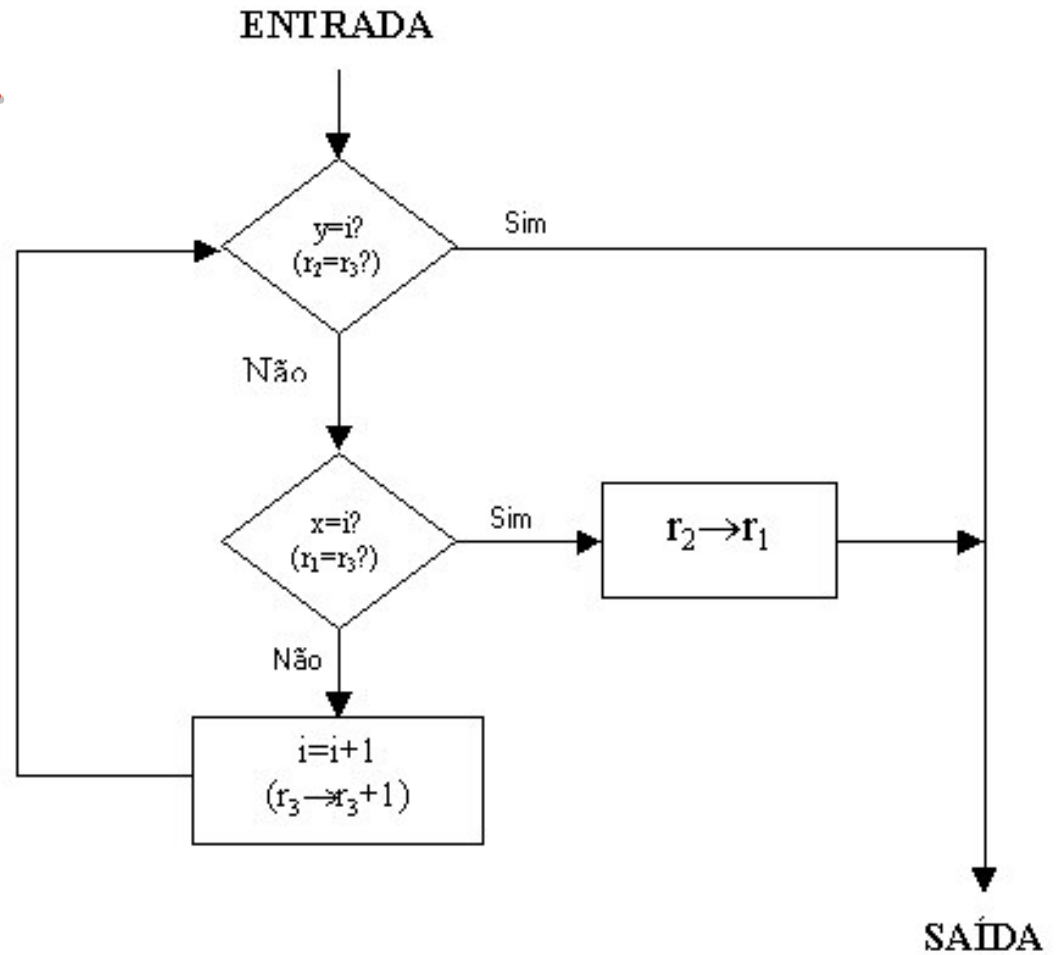 ENTRADA
y=i?
(r₂=r₃?)
Sim
Não
x=i?
(r₁=r₃?)
Sim
r₂→r₁
Não
i=i+1
(r₃→r₃+1)
SAÍDA